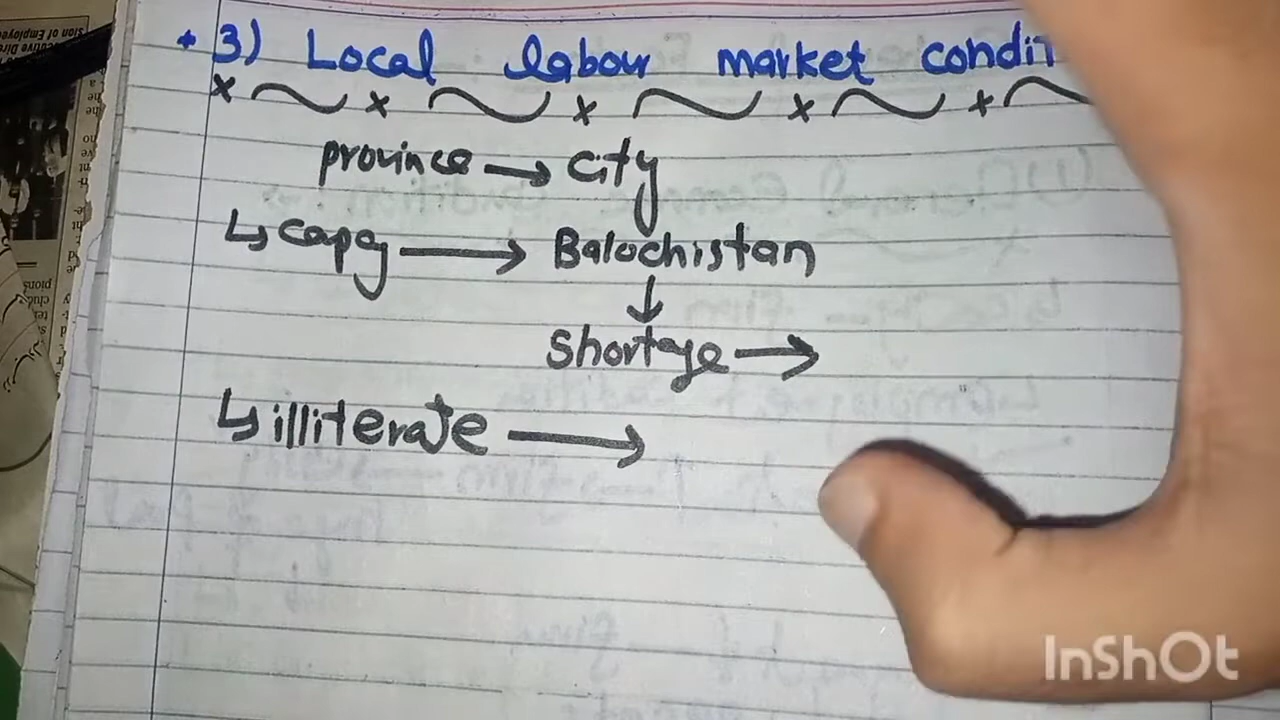 * 3) Local labour market condit
province → city
↳ Capg → Balochistan
↓
Shortage →
↳ illiterate →
InShOt